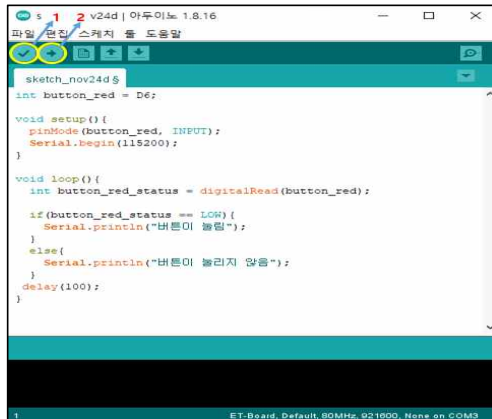 s 1 2 v24d | 아두이노 1.8.16
파일 편집 스케치 툴 도움말
sketch_nov24d §
int button_red = D6;
void setup(){
pinMode(button_red, INPUT);
Serial.begin(115200);
}
void loop(){
int button_red_status = digitalRead(button_red);
if(button_red_status == LOW){
Serial.println("버튼이 눌림");
}
else{
Serial.println("버튼이 눌리지 않음");
}
delay(100);
}
1 ET-Board, Default, 80MHz, 921600, None on COM3